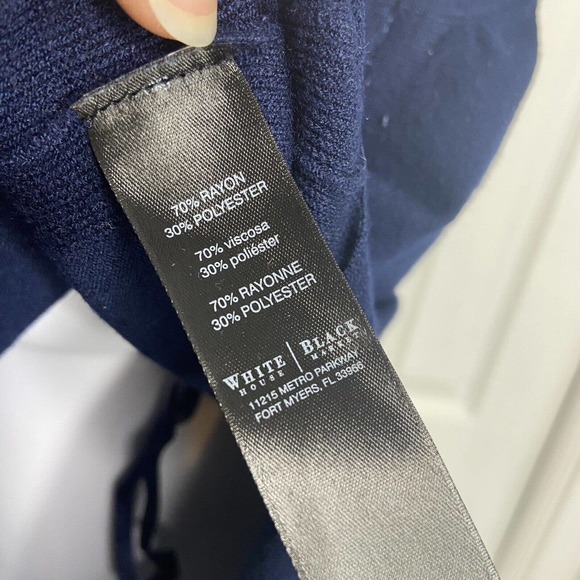 70% RAYON
30% POLYESTER
70% viscosa
30% poliéster
70% RAYONNE
30% POLYESTER
WHITE | BLACK
HOUSE | MARKET
11215 METRO PARKWAY
FORT MYERS, FL 33966